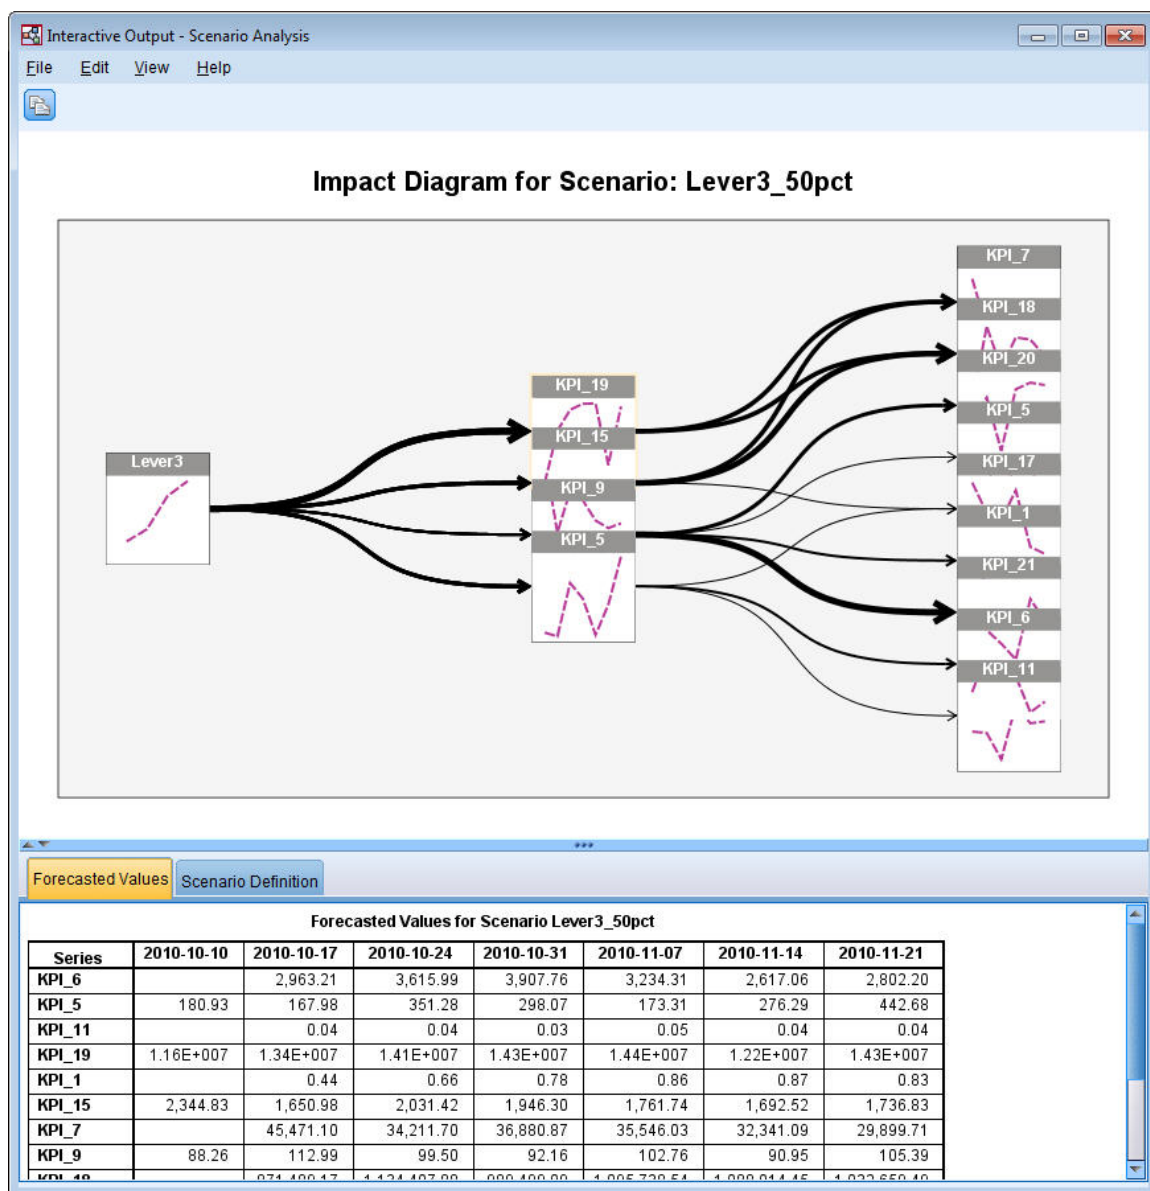 Interactive Output - Scenario Analysis
File Edit View Help
Impact Diagram for Scenario: Lever3_50pct
KPI_7
KPI_18
KPI_20
KPI_5
KPI_17
KPI_1
KPI_21
KPI_6
KPI_11
KPI_19
KPI_15
KPI_9
KPI_5
Lever3
Forecasted Values Scenario Definition
Forecasted Values for Scenario Lever3_50pct
Series 2010-10-10 2010-10-17 2010-10-24 2010-10-31 2010-11-07 2010-11-14 2010-11-21
KPI_6 2,963.21 3,615.99 3,907.76 3,234.31 2,617.06 2,802.20
KPI_5 180.93 167.98 351.28 298.07 173.31 276.29 442.68
KPI_11 0.04 0.04 0.03 0.05 0.04 0.04
KPI_19 1.16E+007 1.34E+007 1.41E+007 1.43E+007 1.44E+007 1.22E+007 1.43E+007
KPI_1 0.44 0.66 0.78 0.86 0.87 0.83
KPI_15 2,344.83 1,650.98 2,031.42 1,946.30 1,761.74 1,692.52 1,736.83
KPI_7 45,471.10 34,211.70 36,880.87 35,546.03 32,341.09 29,899.71
KPI_9 88.26 112.99 99.50 92.16 102.76 90.95 105.39
KPI_18